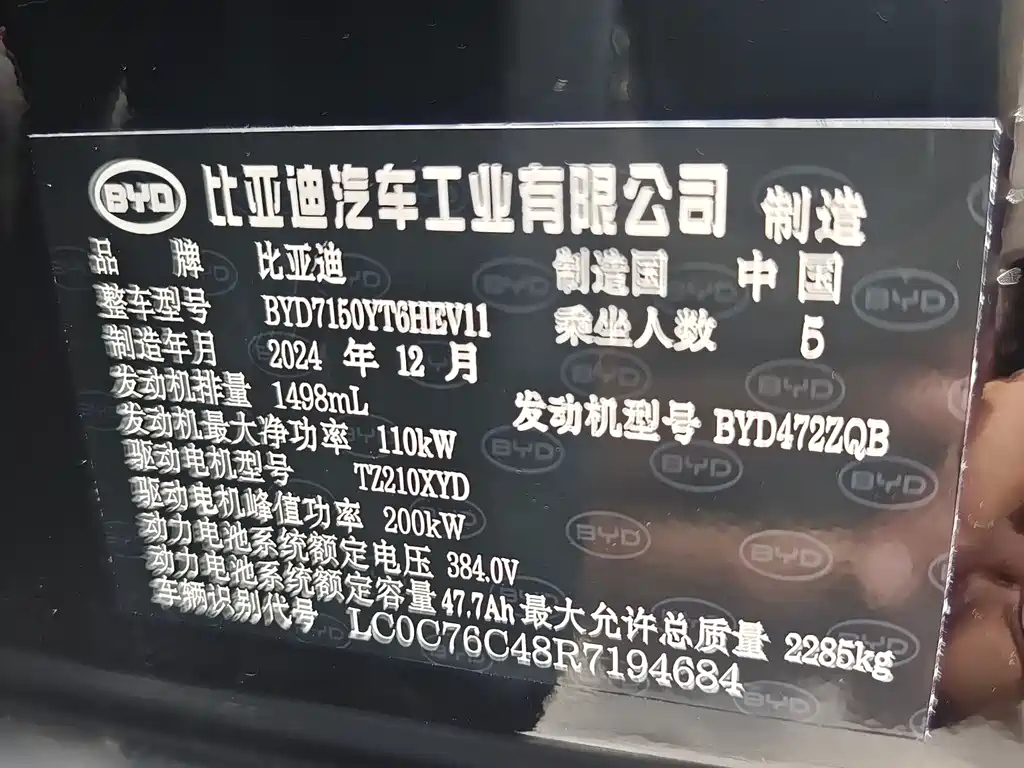 BYD 比亚迪汽车工业有限公司 制造
品 牌 比亚迪 制造国 中国
整车型号 BYD7150YT6HEV11 乘坐人数 5
制造年月 2024 年 12 月
发动机排量 1498mL 发动机型号 BYD472ZQB
发动机最大净功率 110kW
驱动电机型号 TZ210XYD
驱动电机峰值功率 200kW
动力电池系统额定电压 384.0V
动力电池系统额定容量 47.7Ah 最大允许总质量 2285kg
车辆识别代号 LC0C76C48R7194684